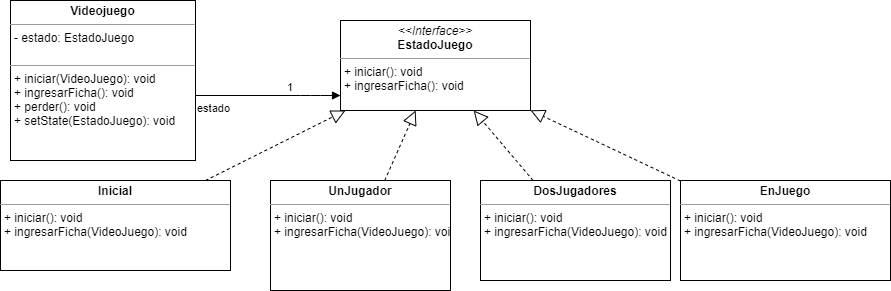 Videojuego
- estado: EstadoJuego
+ iniciar(VideoJuego): void
+ ingresarFicha(): void
+ perder(): void
+ setState(EstadoJuego): void
1
estado
<<Interface>>
EstadoJuego
+ iniciar(): void
+ ingresarFicha(): void
Inicial
+ iniciar(): void
+ ingresarFicha(VideoJuego): void
UnJugador
+ iniciar(): void
+ ingresarFicha(VideoJuego): voi
DosJugadores
+ iniciar(): void
+ ingresarFicha(VideoJuego): void
EnJuego
+ iniciar(): void
+ ingresarFicha(VideoJuego): void